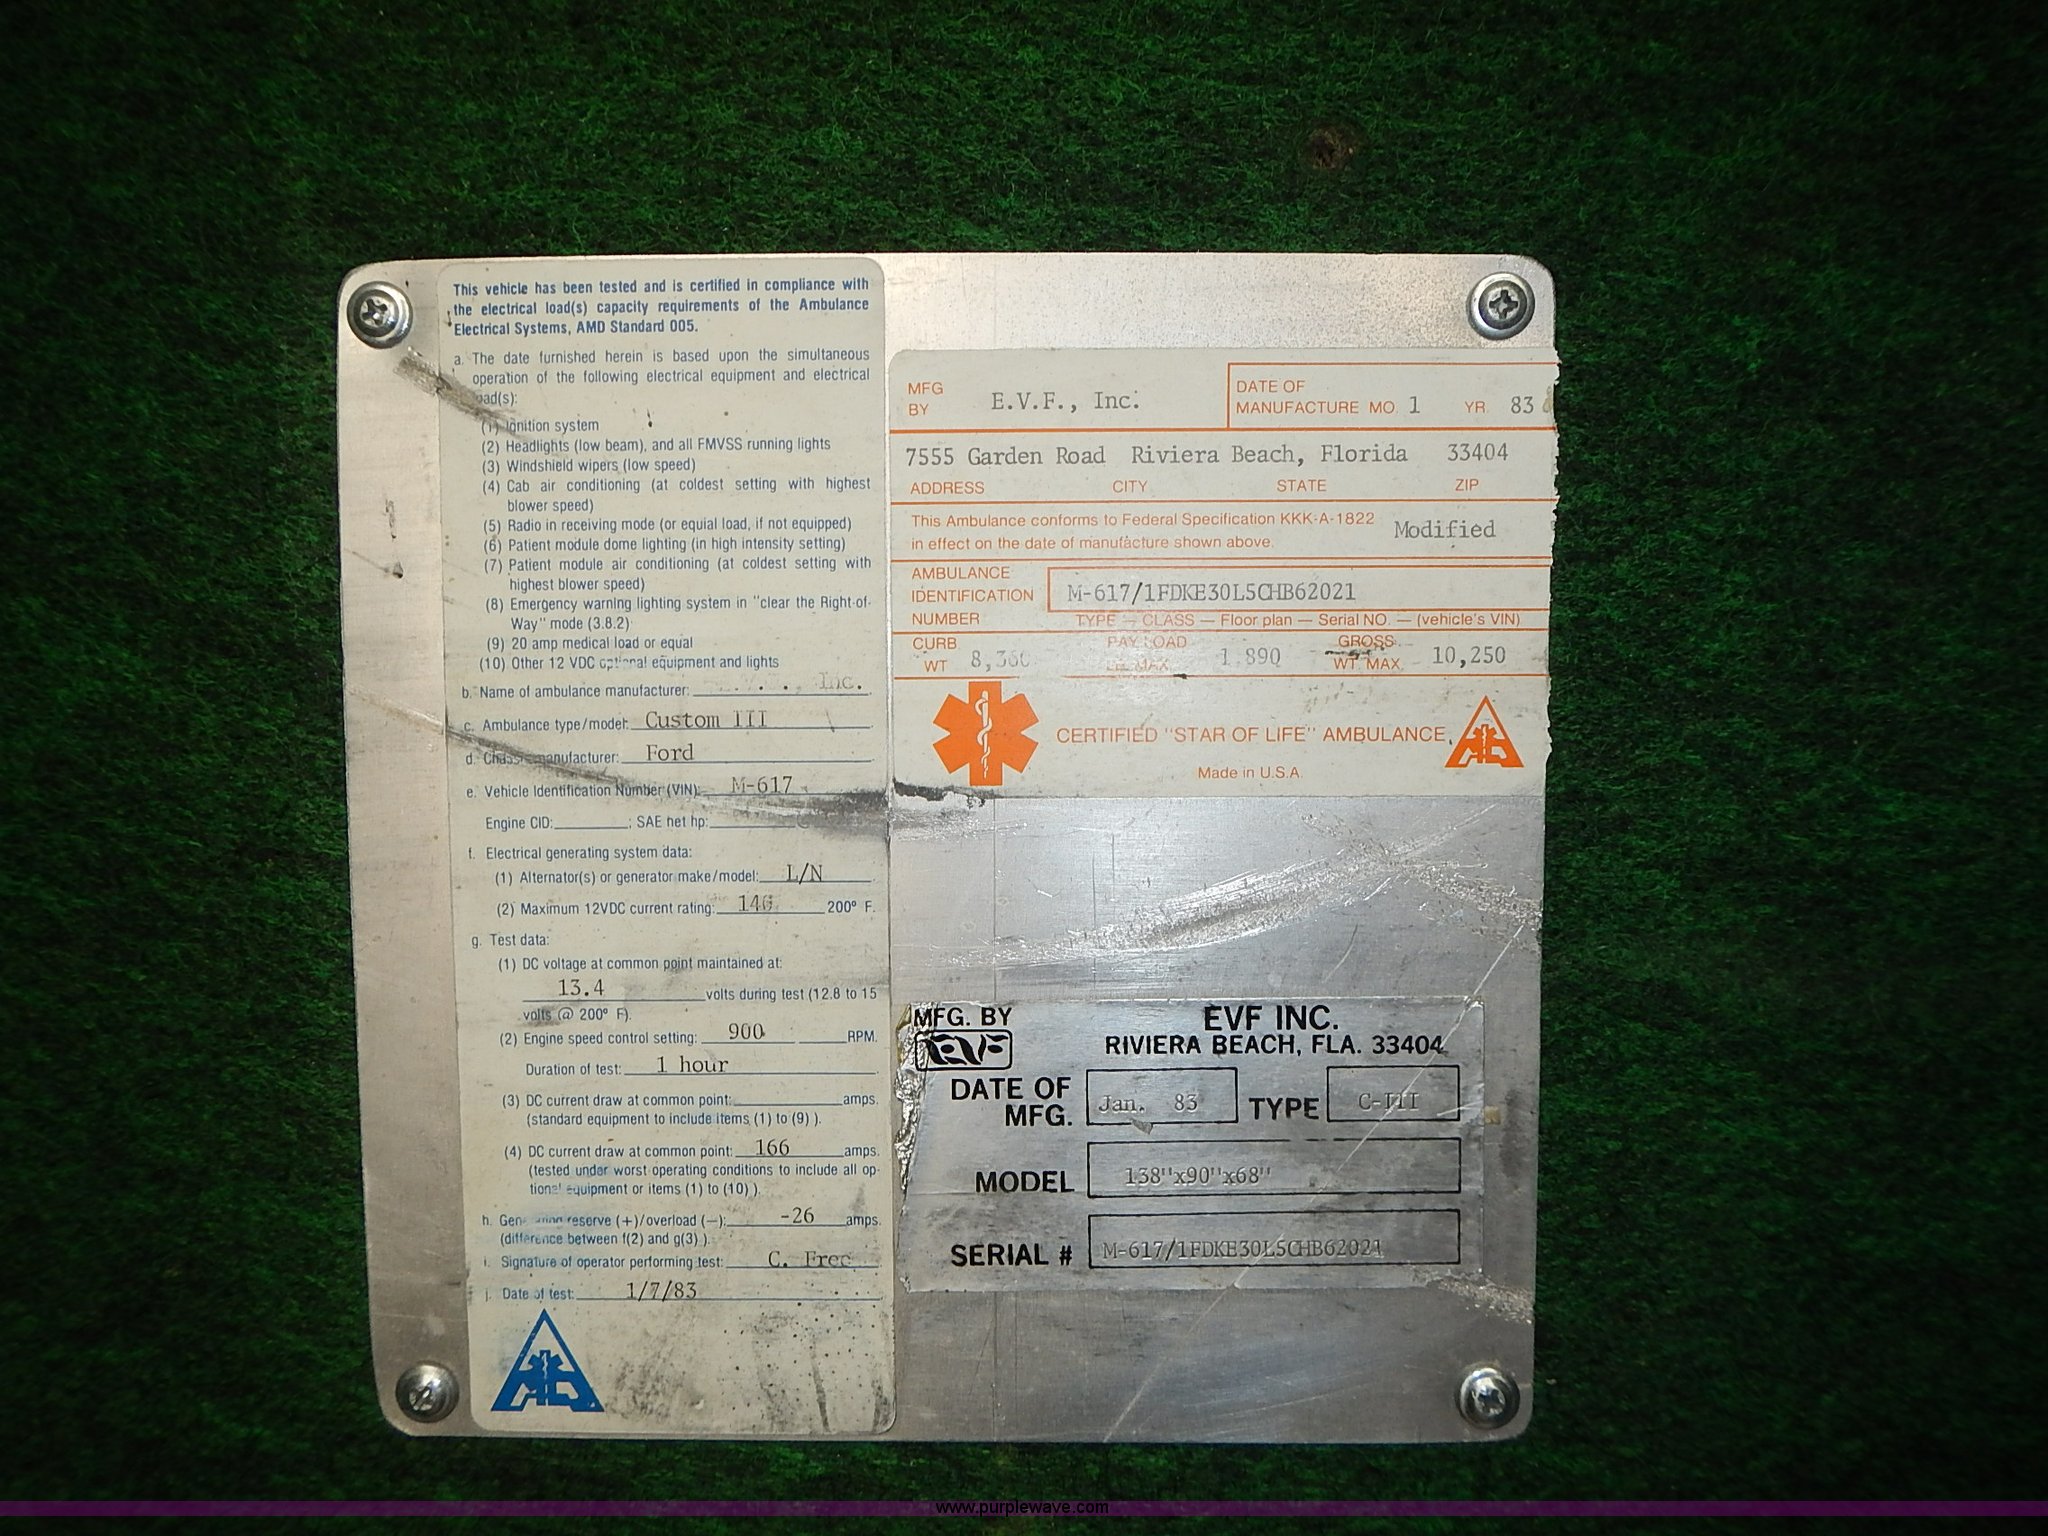 This vehicle has been tested and is certified in compliance with
the electrical load(s) capacity requirements of the Ambulance
Electrical Systems, AMD Standard 005.
a. The date furnished herein is based upon the simultaneous
operation of the following electrical equipment and electrical
(1) Ignition system
(2) Headlights (low beam), and all FMVSS running lights
(3) Windshield wipers (low speed)
(4) Cab air conditioning (at coldest setting with highest
blower speed)
(5) Radio in receiving mode (or equial load, if not equipped)
(6) Patient module dome lighting (in high intensity setting)
(7) Patient module air conditioning (at coldest setting with
highest blower speed)
(8) Emergency warning lighting system in "clear the Right-of-
Way" mode (3.8.2)
(9) 20 amp medical load or equal
(10) Other 12 VDC optional equipment and lights
b. Name of ambulance manufacturer: Inc.
c. Ambulance type/model: Custom III
d. Chassis manufacturer: Ford
e. Vehicle Identification Number (VIN): M-617
Engine CID: ; SAE net hp:
f. Electrical generating system data:
(1) Alternator(s) or generator make/model: L/N
(2) Maximum 12VDC current rating: 140 200° F.
g. Test data:
(1) DC voltage at common point maintained at:
13.4 volts during test (12.8 to 15
volts @ 200° F).
(2) Engine speed control setting: 900 RPM.
Duration of test: 1 hour
(3) DC current draw at common point: amps.
(standard equipment to include items (1) to (9) ).
(4) DC current draw at common point: 166 amps.
(tested under worst operating conditions to include all op-
tional equipment or items (1) to (10) ).
h. Generating reserve (+)/overload (—): -26 amps.
(difference between f(2) and g(3) ).
i. Signature of operator performing test: C. Free
j. Date of test: 1/7/83
MFG BY E.V.F., Inc.
DATE OF
MANUFACTURE MO. 1 YR. 83
7555 Garden Road Riviera Beach, Florida 33404
ADDRESS CITY STATE ZIP
This Ambulance conforms to Federal Specification KKK-A-1822
in effect on the date of manufacture shown above. Modified
AMBULANCE
IDENTIFICATION M-617/1FDKE30L5CHB62021
NUMBER TYPE — CLASS — Floor plan — Serial NO. — (vehicle's VIN)
CURB PAY LOAD GROSS
WT 8,360 LB. MAX. 1,890 WT. MAX. 10,250
CERTIFIED "STAR OF LIFE" AMBULANCE
Made in U.S.A.
MFG. BY EVF INC.
EVF RIVIERA BEACH, FLA. 33404
DATE OF
MFG. Jan. 83 TYPE C-III
MODEL 138"x90"x68"
SERIAL # M-617/1FDKE30L5CHB62021
www.purplewave.com